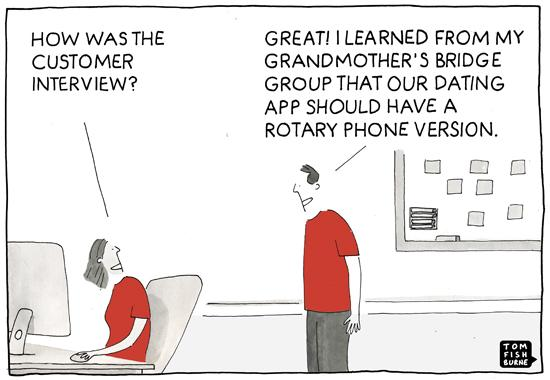 HOW WAS THE
CUSTOMER
INTERVIEW?
GREAT! I LEARNED FROM MY
GRANDMOTHER'S BRIDGE
GROUP THAT OUR DATING
APP SHOULD HAVE A
ROTARY PHONE VERSION.
TOM
FISH
BURNE